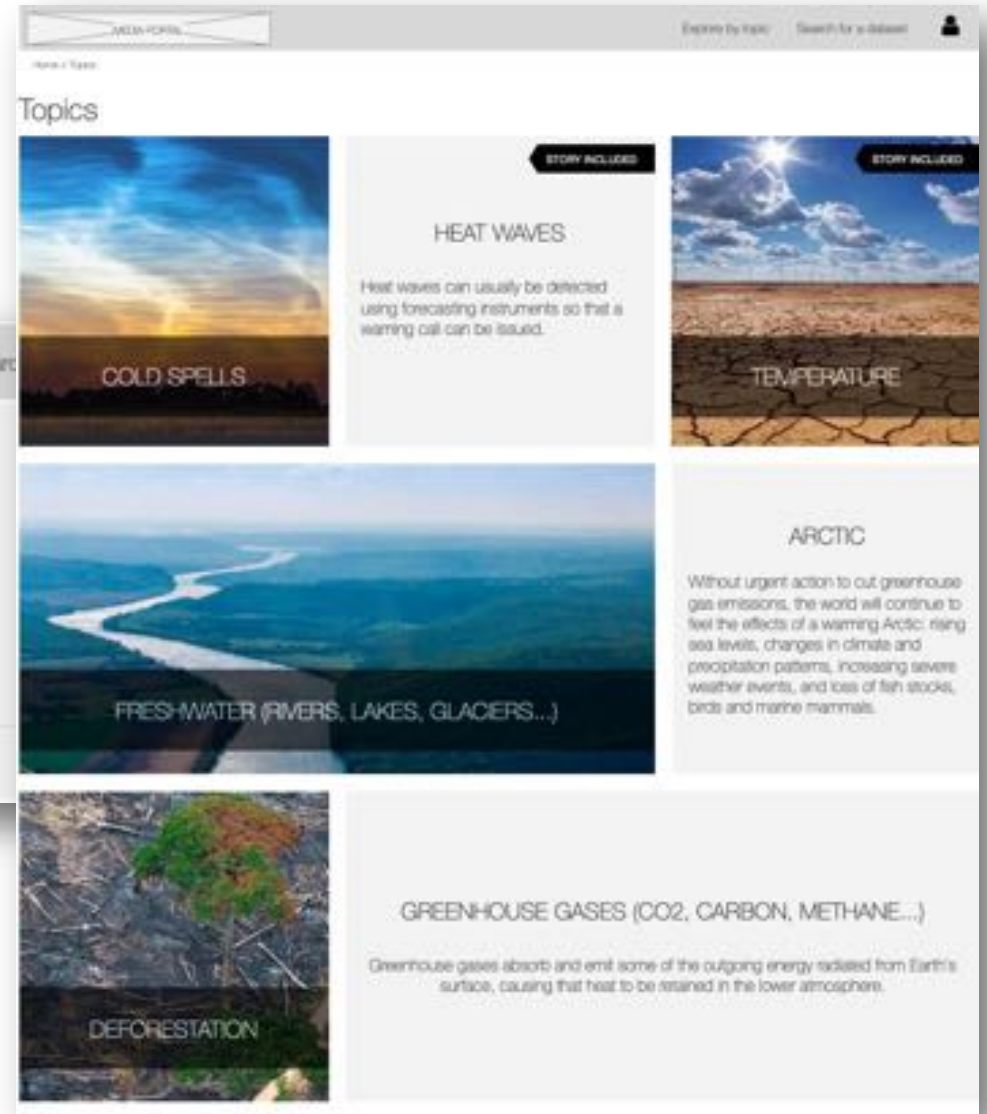 MEDIA PORTAL
Explore by topic Search for a dataset
Home > Topics
Topics
STORY INCLUDED
STORY INCLUDED
HEAT WAVES
Heat waves can usually be detected
using forecasting instruments so that a
warning call can be issued.
COLD SPELLS
TEMPERATURE
ARCTIC
Without urgent action to cut greenhouse
gas emissions, the world will continue to
feel the effects of a warming Arctic: rising
sea levels, changes in climate and
precipitation patterns, increasing severe
weather events, and loss of fish stocks,
birds and marine mammals.
FRESHWATER (RIVERS, LAKES, GLACIERS...)
GREENHOUSE GASES (CO2, CARBON, METHANE...)
Greenhouse gases absorb and emit some of the outgoing energy radiated from Earth's
surface, causing that heat to be retained in the lower atmosphere.
DEFORESTATION